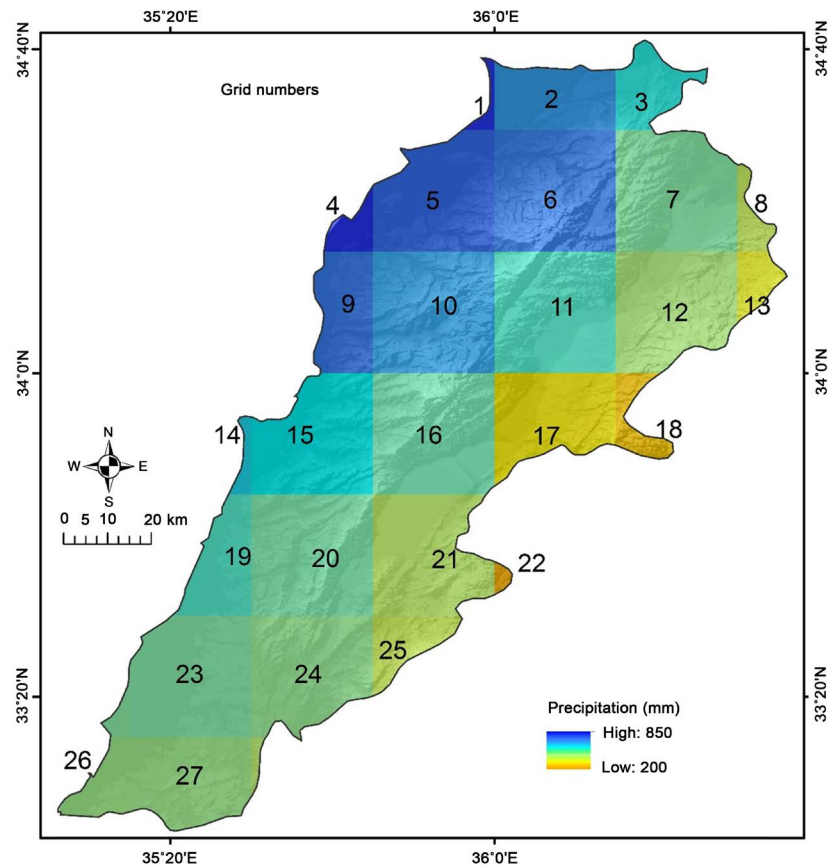 35°20'E 36°0'E
34°40'N 34°40'N
Grid numbers
1 2 3
4 5 6 7 8
9 10 11 12 13
34°0'N 34°0'N
14 15 16 17 18
N
W E
S
0 5 10 20 km
19 20 21 22
23 24 25
33°20'N 33°20'N
Precipitation (mm)
High: 850
Low: 200
26 27
35°20'E 36°0'E